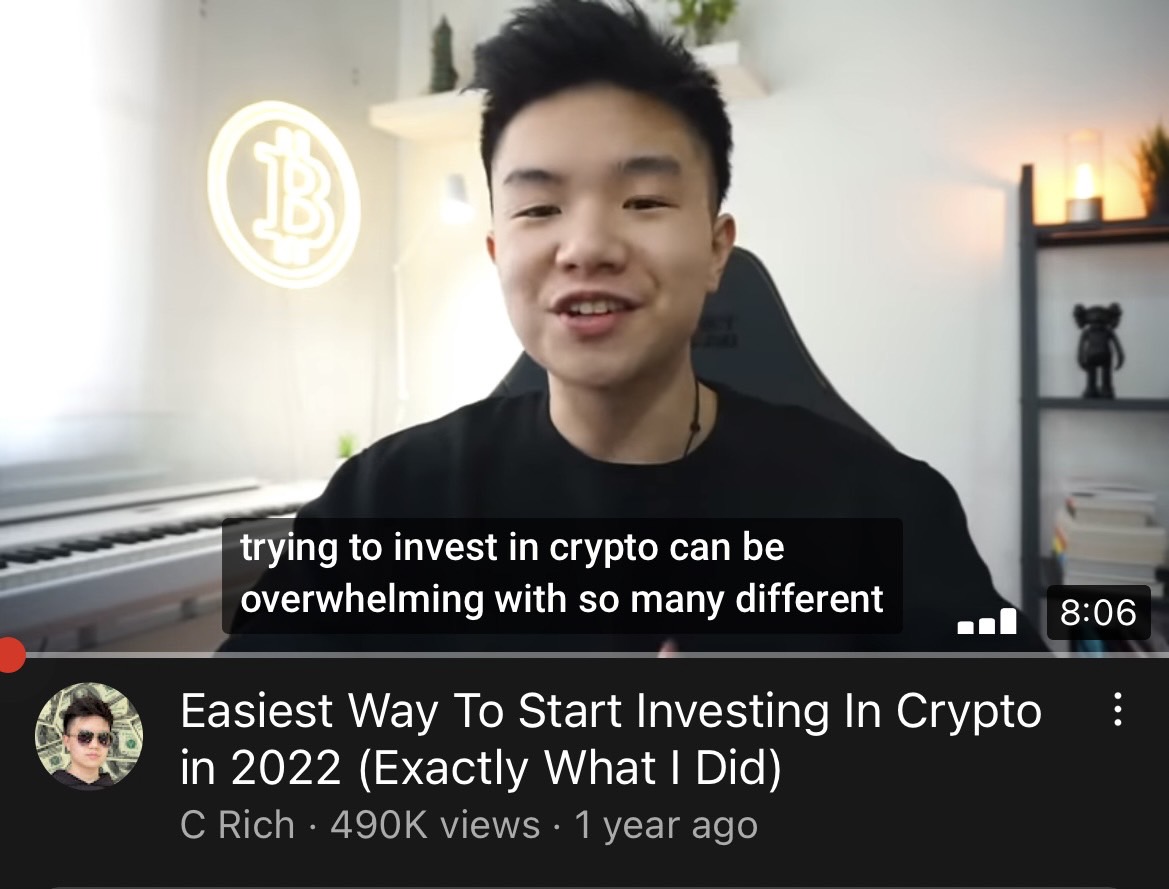 trying to invest in crypto can be
overwhelming with so many different
8:06
Easiest Way To Start Investing In Crypto
in 2022 (Exactly What I Did)
C Rich · 490K views · 1 year ago